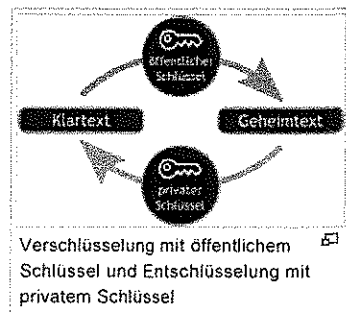 öffentlicher
Schlüssel
Klartext
Geheimtext
privater
Schlüssel
Verschlüsselung mit öffentlichem
Schlüssel und Entschlüsselung mit
privatem Schlüssel